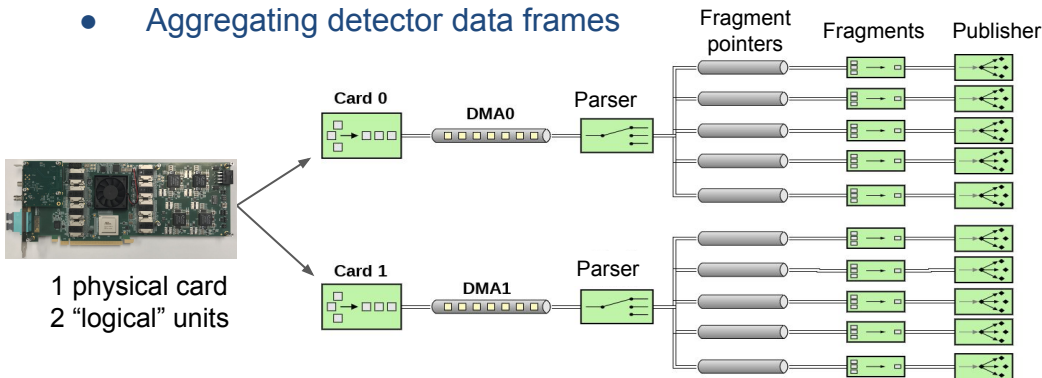 ● Aggregating detector data frames
Fragment
pointers
Fragments
Publisher
Card 0
DMA0
Parser
Card 1
DMA1
Parser
1 physical card
2 “logical” units